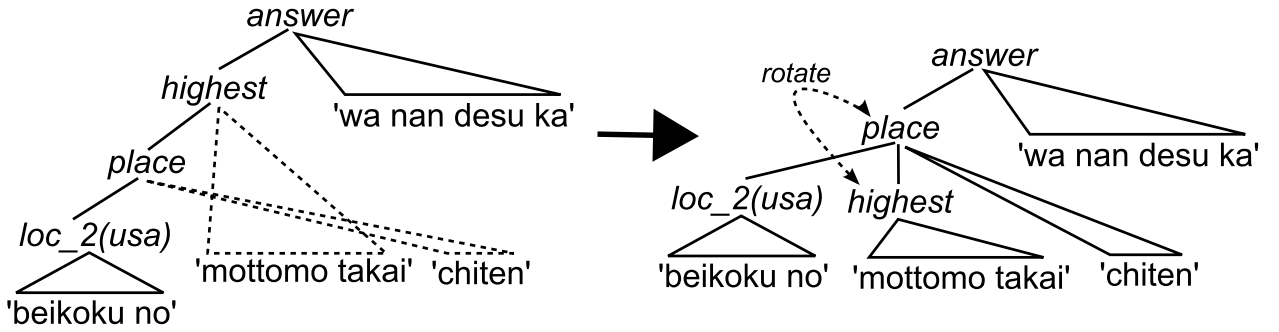 answer
highest
'wa nan desu ka'
place
loc_2(usa)
'mottomo takai' 'chiten'
'beikoku no'
answer
rotate
place
'wa nan desu ka'
loc_2(usa) highest
'beikoku no' 'mottomo takai' 'chiten'